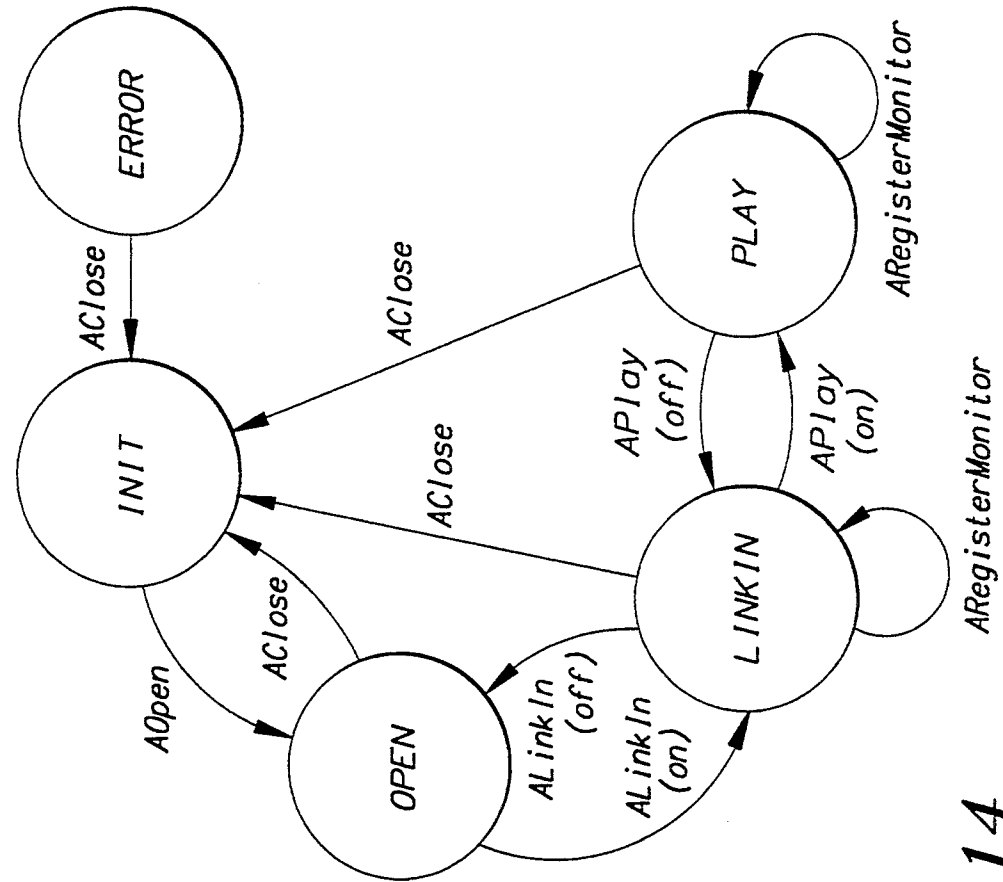 ERROR
AClose
INIT
AOpen
AClose
OPEN
AClose
AClose
ALinkIn
(off)
ALinkIn
(on)
LINKIN
APlay
(off)
APlay
(on)
PLAY
ARegisterMonitor
ARegisterMonitor
14